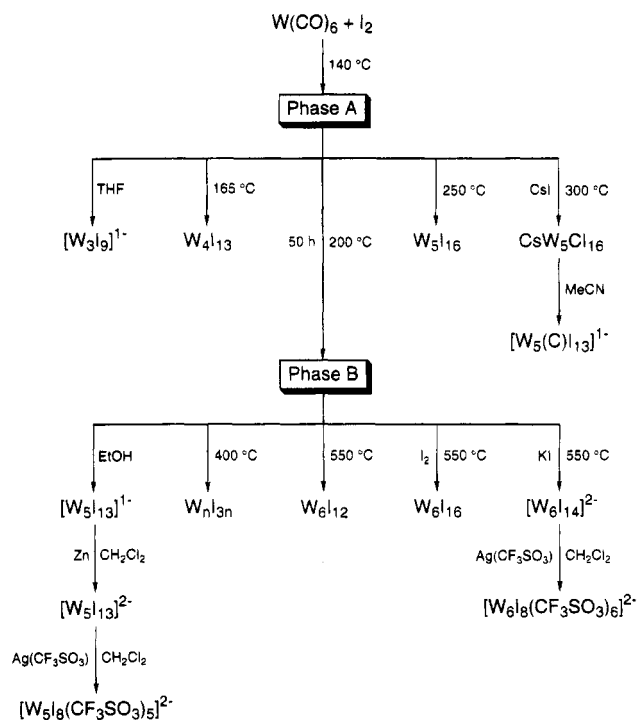 W(CO)₆ + I₂
140 °C
Phase A
THF 165 °C 250 °C CsI 300 °C
[W₃I₉]¹⁻ W₄I₁₃ 50 h 200 °C W₅I₁₆ CsW₅CI₁₆
MeCN
[W₅(C)I₁₃]¹⁻
Phase B
EtOH 400 °C 550 °C I₂ 550 °C KI 550 °C
[W₅I₁₃]¹⁻ WₙI₃ₙ W₆I₁₂ W₆I₁₆ [W₆I₁₄]²⁻
Zn CH₂Cl₂ Ag(CF₃SO₃) CH₂Cl₂
[W₅I₁₃]²⁻ [W₆I₈(CF₃SO₃)₆]²⁻
Ag(CF₃SO₃) CH₂Cl₂
[W₅I₈(CF₃SO₃)₅]²⁻